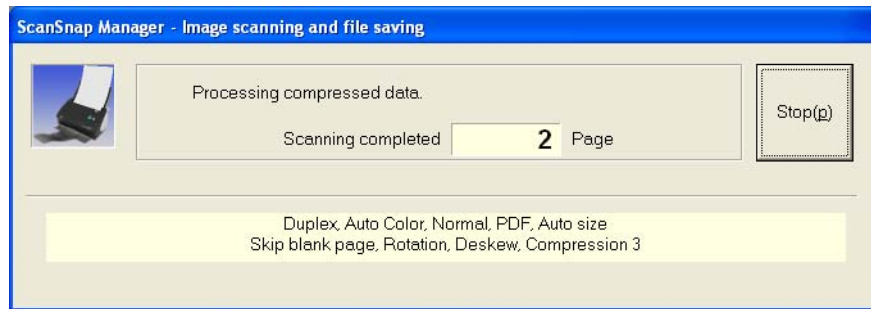 ScanSnap Manager - Image scanning and file saving
Processing compressed data.
Stop(p)
Scanning completed 2 Page
Duplex, Auto Color, Normal, PDF, Auto size
Skip blank page, Rotation, Deskew, Compression 3